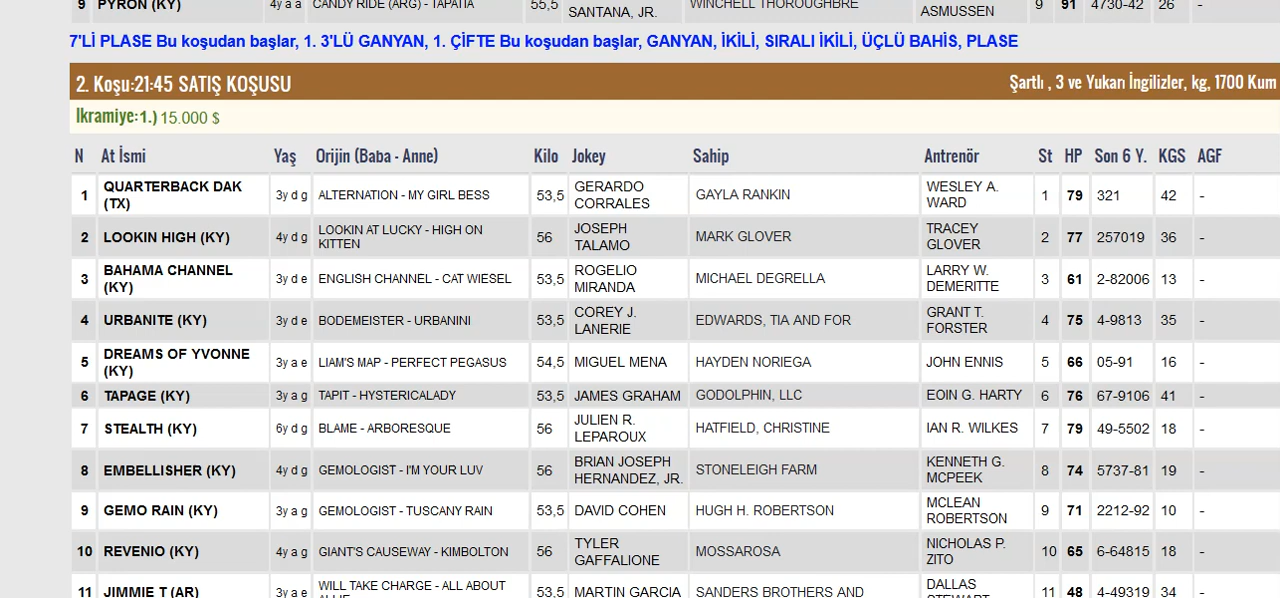 9 PYRON (KY) 4y a a CANDY RIDE (ARG) - TAPATIA 55,5 SANTANA, JR. WINCHELL THOROUGHBRE ASMUSSEN 9 91 4730-42 26 -
7'Lİ PLASE Bu koşudan başlar, 1. 3'LÜ GANYAN, 1. ÇİFTE Bu koşudan başlar, GANYAN, İKİLİ, SIRALI İKİLİ, ÜÇLÜ BAHİS, PLASE
2. Koşu:21:45 SATIŞ KOŞUSU Şartlı , 3 ve Yukarı İngilizler, kg, 1700 Kum
İkramiye:1.) 15.000 $
N At İsmi Yaş Orijin (Baba - Anne) Kilo Jokey Sahip Antrenör St HP Son 6 Y. KGS AGF
1 QUARTERBACK DAK (TX) 3y d g ALTERNATION - MY GIRL BESS 53,5 GERARDO CORRALES GAYLA RANKIN WESLEY A. WARD 1 79 321 42 -
2 LOOKIN HIGH (KY) 4y d g LOOKIN AT LUCKY - HIGH ON KITTEN 56 JOSEPH TALAMO MARK GLOVER TRACEY GLOVER 2 77 257019 36 -
3 BAHAMA CHANNEL (KY) 3y d e ENGLISH CHANNEL - CAT WIESEL 53,5 ROGELIO MIRANDA MICHAEL DEGRELLA LARRY W. DEMERITTE 3 61 2-82006 13 -
4 URBANITE (KY) 3y d e BODEMEISTER - URBANINI 53,5 COREY J. LANERIE EDWARDS, TIA AND FOR GRANT T. FORSTER 4 75 4-9813 35 -
5 DREAMS OF YVONNE (KY) 3y a e LIAM'S MAP - PERFECT PEGASUS 54,5 MIGUEL MENA HAYDEN NORIEGA JOHN ENNIS 5 66 05-91 16 -
6 TAPAGE (KY) 3y a g TAPIT - HYSTERICALADY 53,5 JAMES GRAHAM GODOLPHIN, LLC EOIN G. HARTY 6 76 67-9106 41 -
7 STEALTH (KY) 6y d g BLAME - ARBORESQUE 56 JULIEN R. LEPAROUX HATFIELD, CHRISTINE IAN R. WILKES 7 79 49-5502 18 -
8 EMBELLISHER (KY) 4y d g GEMOLOGIST - I'M YOUR LUV 56 BRIAN JOSEPH HERNANDEZ, JR. STONELEIGH FARM KENNETH G. MCPEEK 8 74 5737-81 19 -
9 GEMO RAIN (KY) 3y a g GEMOLOGIST - TUSCANY RAIN 53,5 DAVID COHEN HUGH H. ROBERTSON MCLEAN ROBERTSON 9 71 2212-92 10 -
10 REVENIO (KY) 4y a g GIANT'S CAUSEWAY - KIMBOLTON 56 TYLER GAFFALIONE MOSSAROSA NICHOLAS P. ZITO 10 65 6-64815 18 -
11 JIMMIE T (AR) 3y a e WILL TAKE CHARGE - ALL ABOUT ALLIE 53,5 MARTIN GARCIA SANDERS BROTHERS AND DALLAS STEWART 11 48 4-49319 34 -